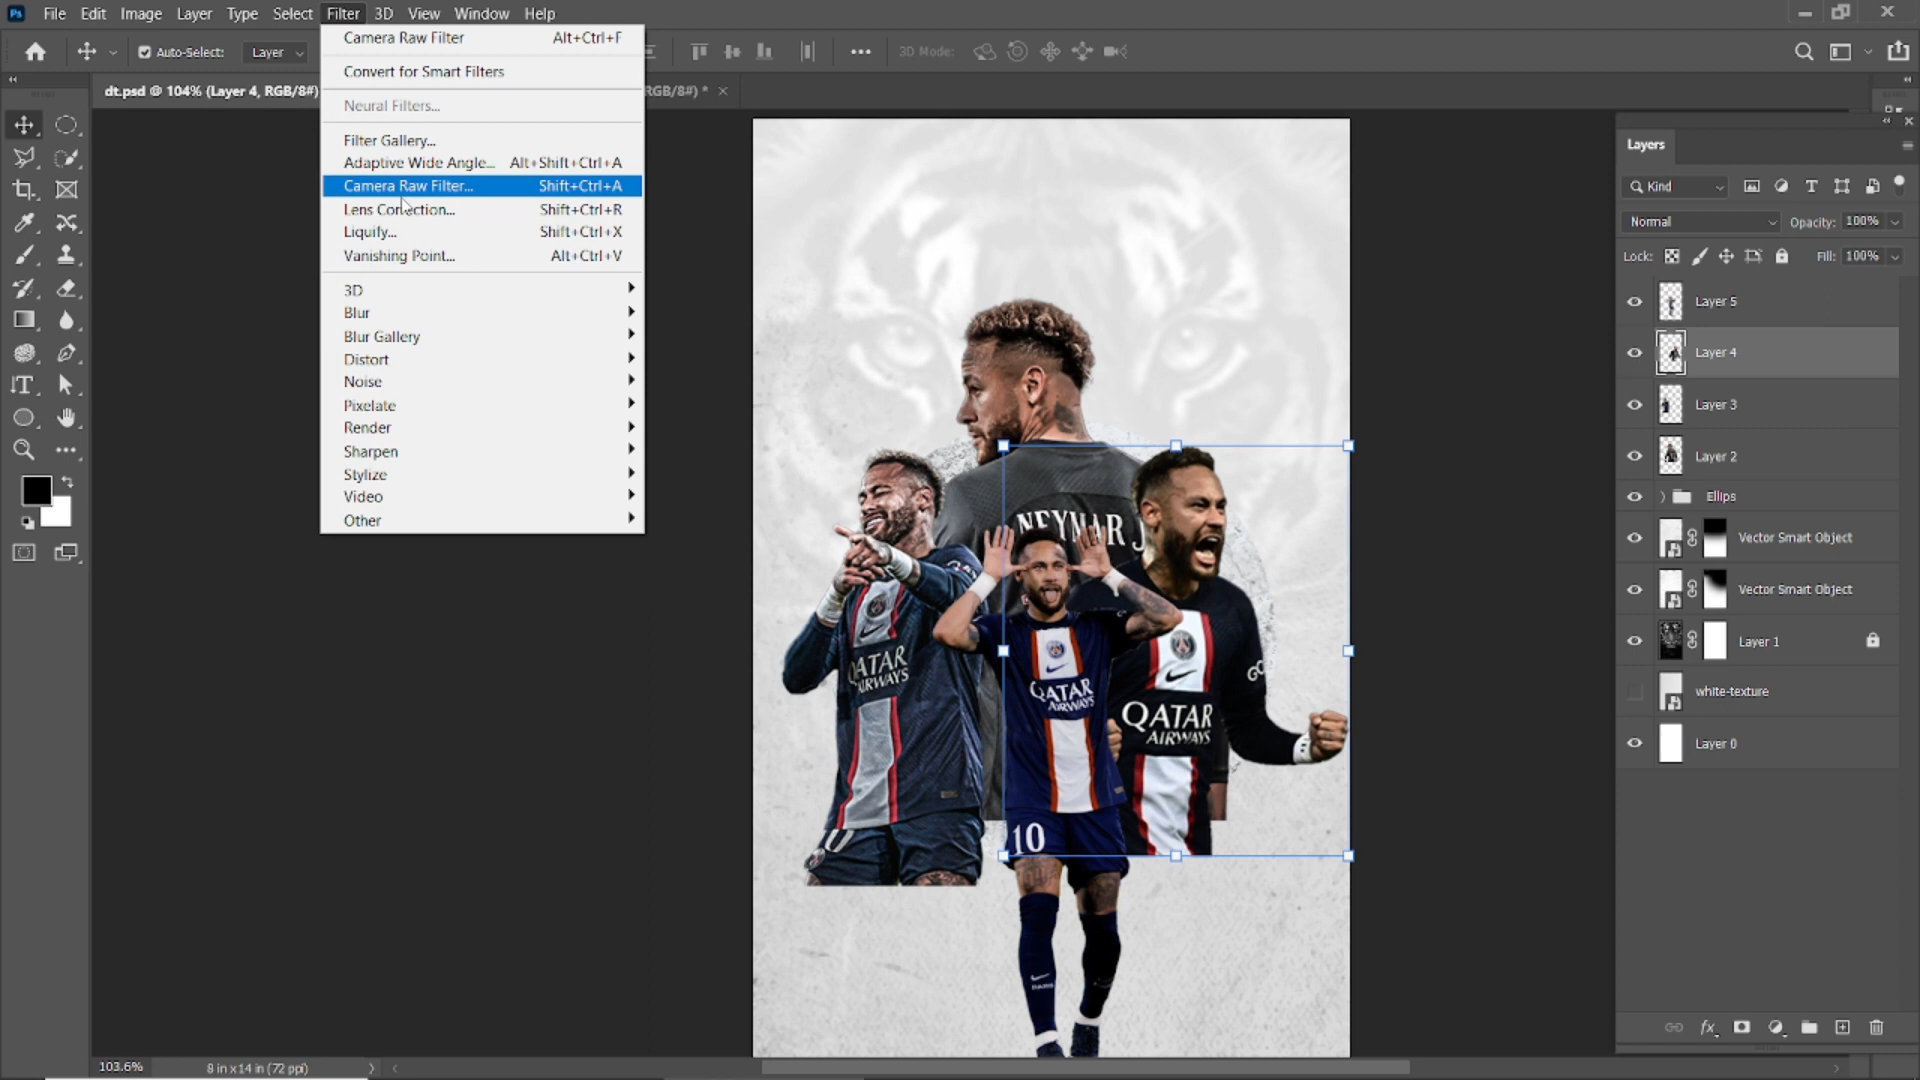 Ps File Edit Image Layer Type Select Filter 3D View Window Help
Auto-Select: Layer 3D Mode:
dt.psd @ 104% (Layer 4, RGB/8#) RGB/8#) *
Camera Raw Filter Alt+Ctrl+F
Convert for Smart Filters
Neural Filters...
Filter Gallery...
Adaptive Wide Angle... Alt+Shift+Ctrl+A
Camera Raw Filter... Shift+Ctrl+A
Lens Correction... Shift+Ctrl+R
Liquify... Shift+Ctrl+X
Vanishing Point... Alt+Ctrl+V
3D
Blur
Blur Gallery
Distort
Noise
Pixelate
Render
Sharpen
Stylize
Video
Other
NEYMAR J
QATAR
AIRWAYS
QATAR
AIRWAYS
QATAR
AIRWAYS
GO
10
PARIS
Layers
Kind
Normal Opacity: 100%
Lock: Fill: 100%
Layer 5
Layer 4
Layer 3
Layer 2
Ellips
Vector Smart Object
Vector Smart Object
Layer 1
white-texture
Layer 0
fx
103.6% 8 in x 14 in (72 ppi)